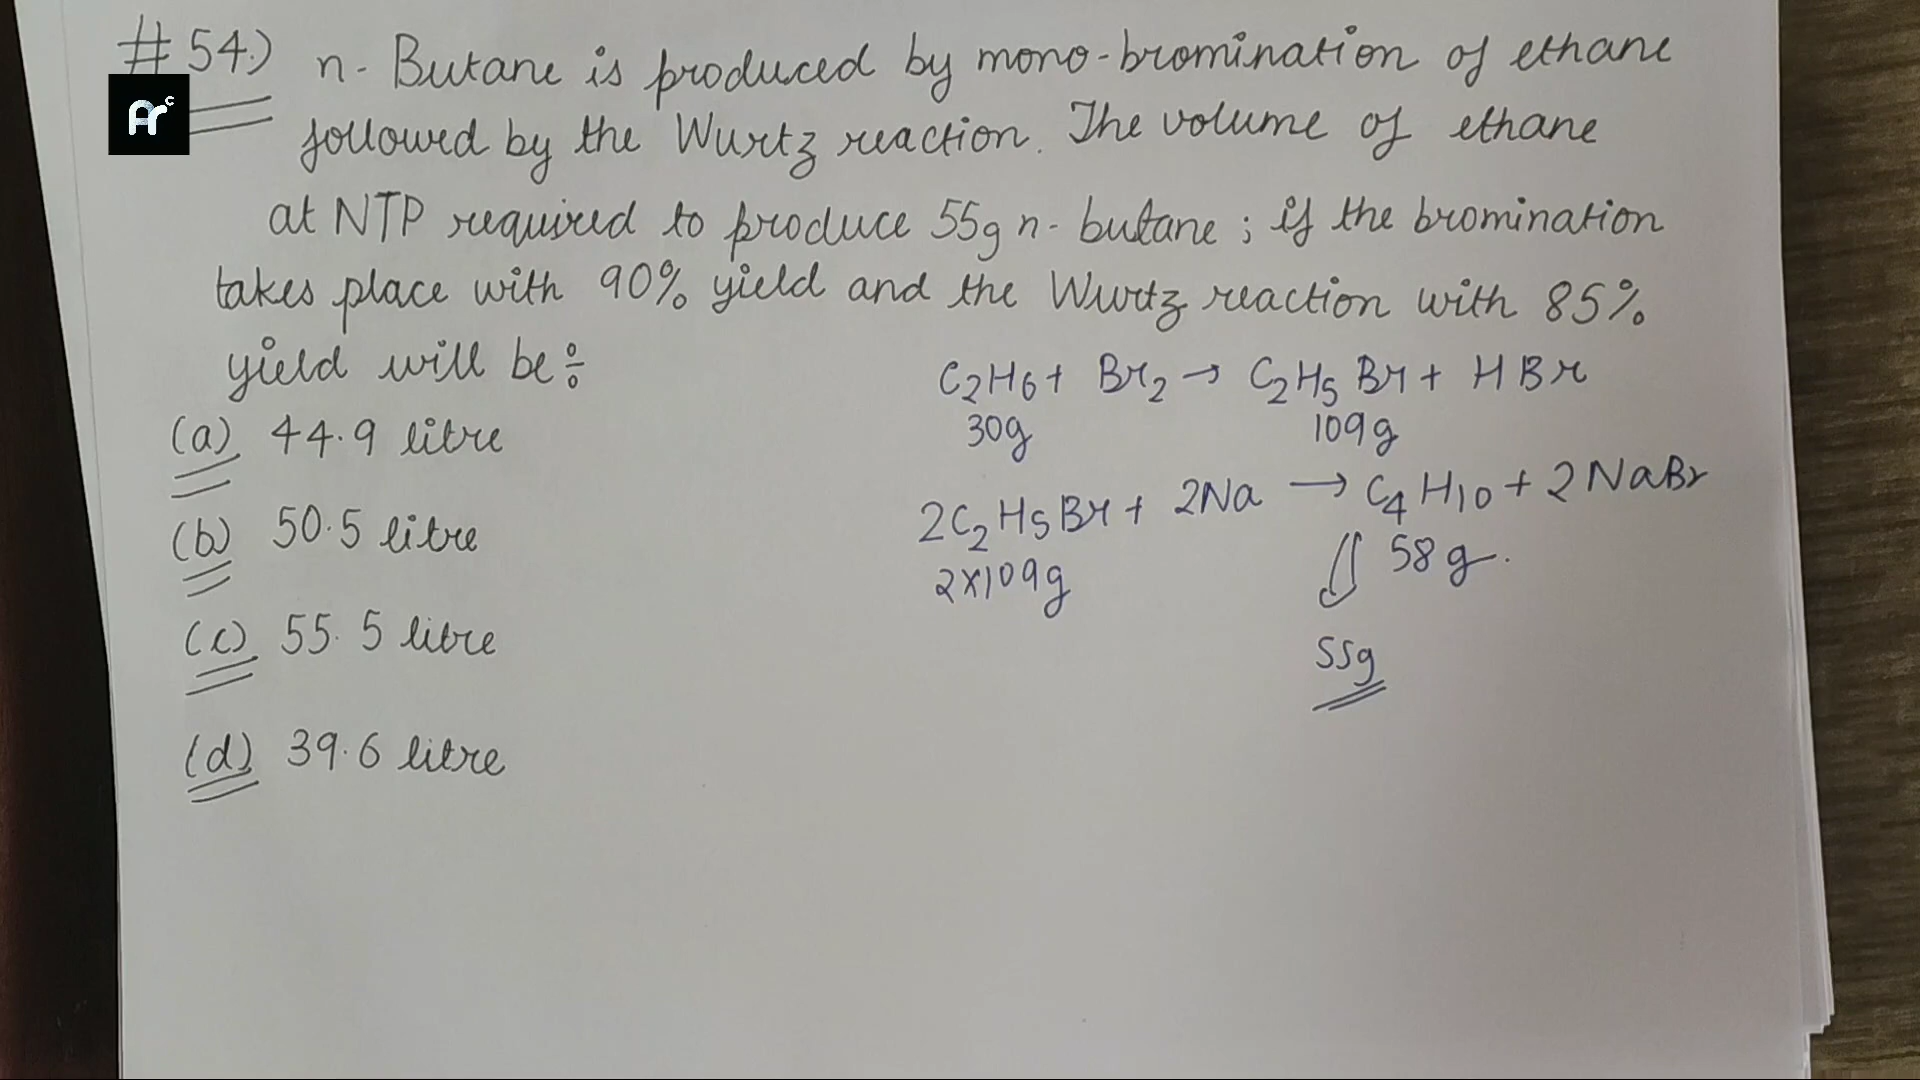 #54.) n-Butane is produced by mono-bromination of ethane
Ar c
followed by the Wurtz reaction. The volume of ethane
at NTP required to produce 55g n-butane; if the bromination
takes place with 90% yield and the Wurtz reaction with 85%
yield will be÷
C2H6 + Br2 → C2H5Br + HBr
30g 109g
(a) 44.9 litre
2C2H5Br + 2Na → C4H10 + 2NaBr
2×109g 58g.
(b) 50.5 litre
(c) 55.5 litre
55g
(d) 39.6 litre